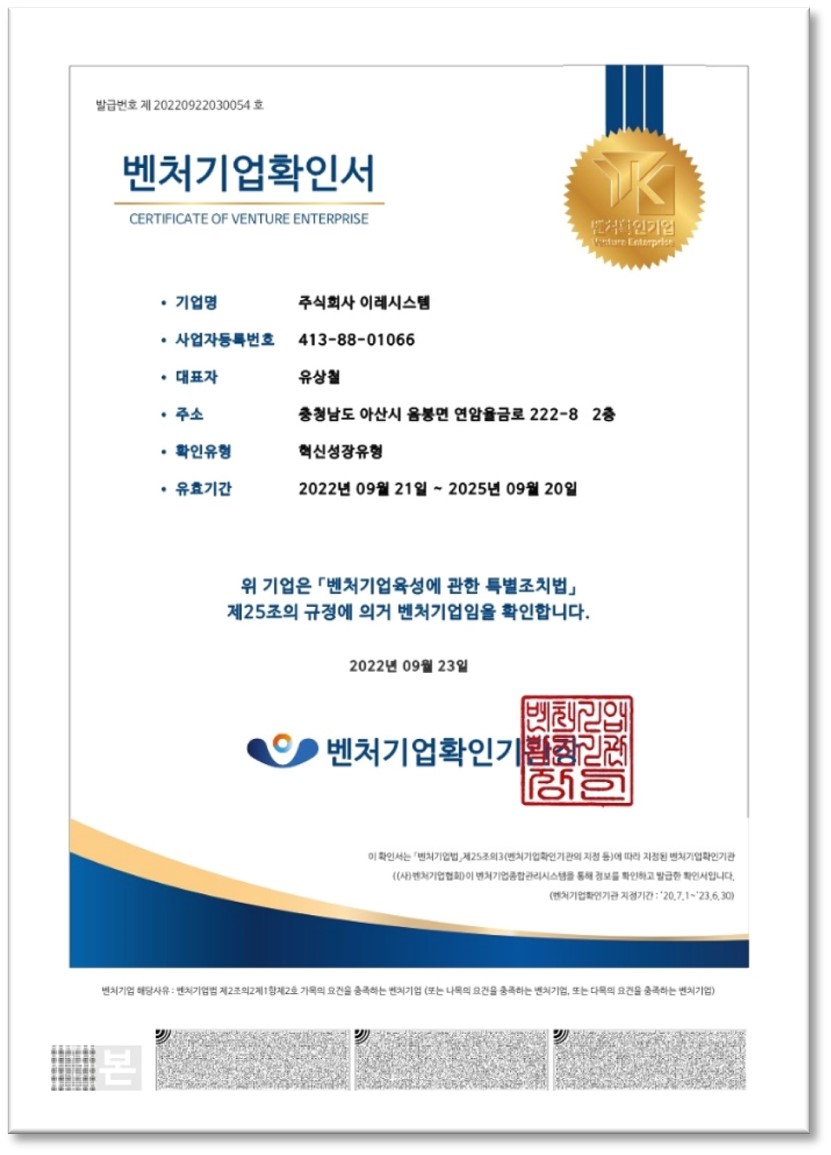 발급번호 제 20220922030054 호
벤처기업확인서
CERTIFICATE OF VENTURE ENTERPRISE
벤처확인기업
Venture Enterprise
• 기업명 주식회사 이레시스템
• 사업자등록번호 413-88-01066
• 대표자 유상철
• 주소 충청남도 아산시 음봉면 연암율금로 222-8 2층
• 확인유형 혁신성장유형
• 유효기간 2022년 09월 21일 ~ 2025년 09월 20일
위 기업은 「벤처기업육성에 관한 특별조치법」
제25조의 규정에 의거 벤처기업임을 확인합니다.
2022년 09월 23일
벤처기업확인기관장
벤처기업
확인기관
장의인
이 확인서는 「벤처기업법」제25조의3(벤처기업확인기관의 지정 등)에 따라 지정된 벤처기업확인기관
((사)벤처기업협회)이 벤처기업종합관리시스템을 통해 정보를 확인하고 발급한 확인서입니다.
(벤처기업확인기관 지정기간 : '20.7.1~'23.6.30)
벤처기업 해당사유 : 벤처기업법 제2조의2제1항제2호 가목의 요건을 충족하는 벤처기업 (또는 나목의 요건을 충족하는 벤처기업, 또는 다목의 요건을 충족하는 벤처기업)
본